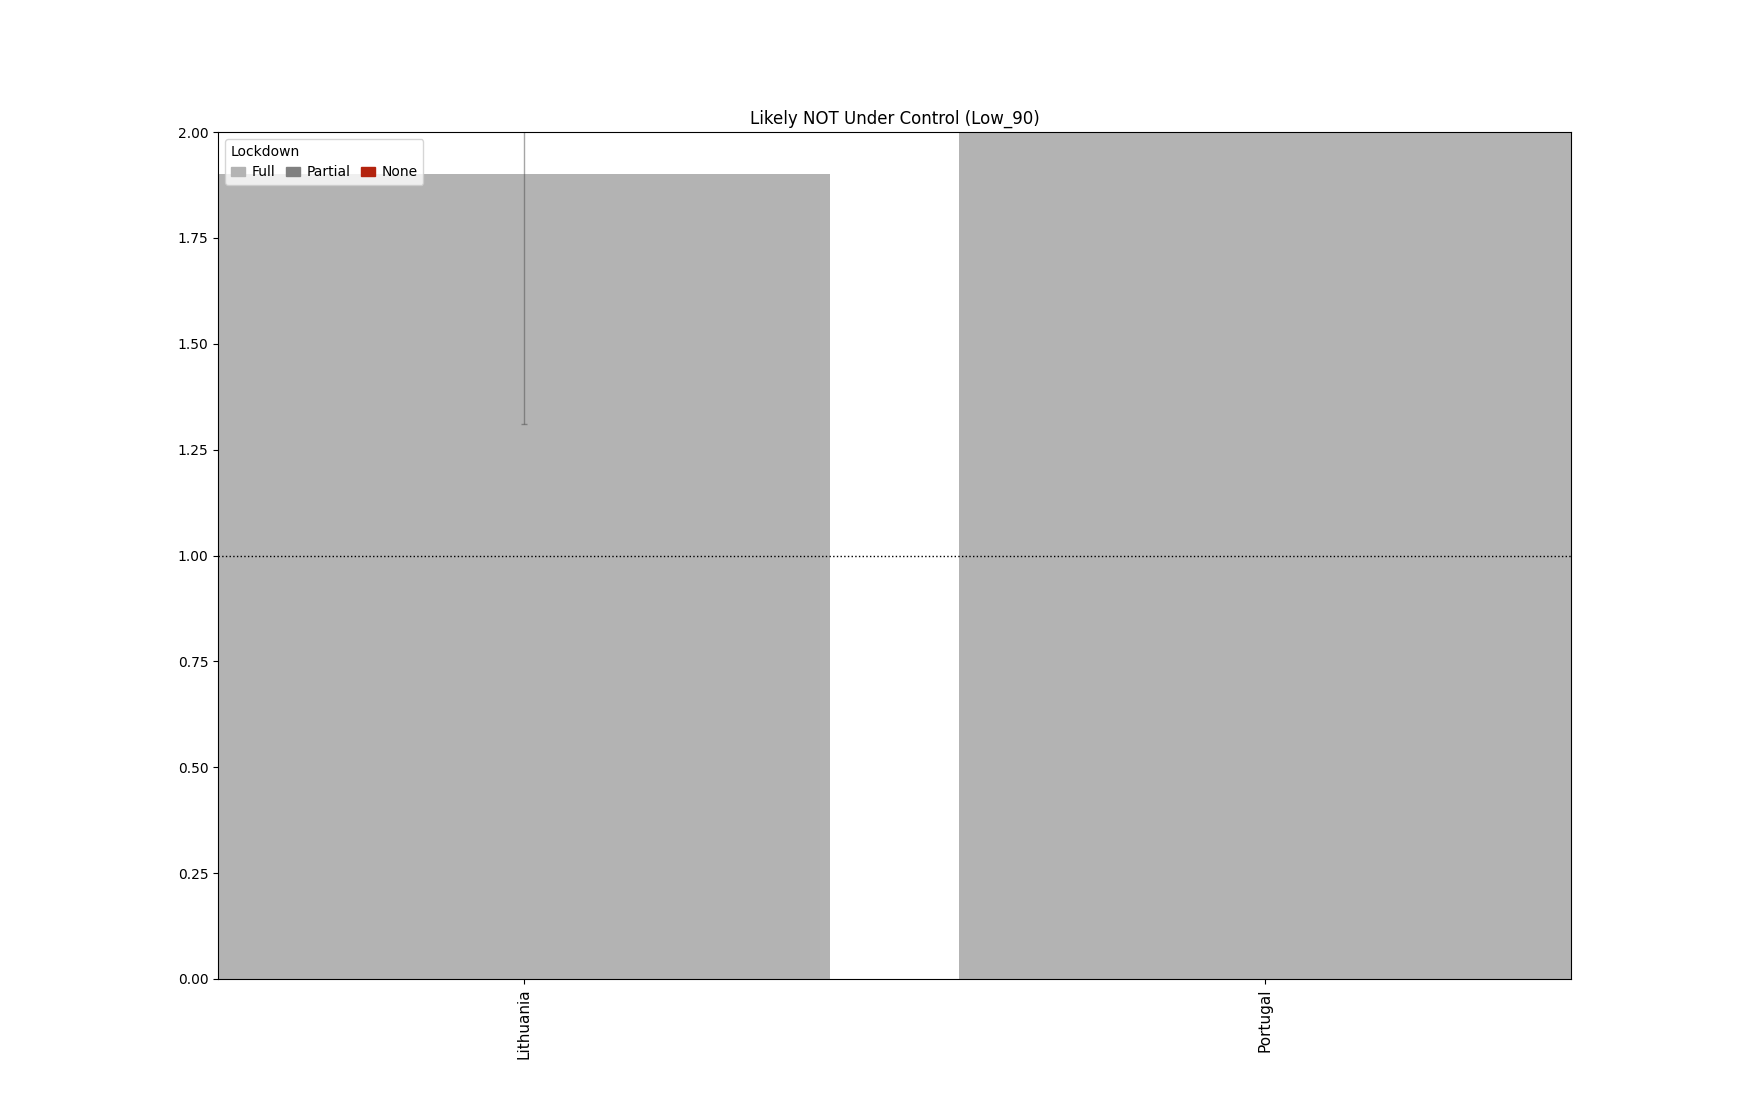 Likely NOT Under Control (Low_90)
Lockdown
Full Partial None
2.00
1.75
1.50
1.25
1.00
0.75
0.50
0.25
0.00
Lithuania
Portugal